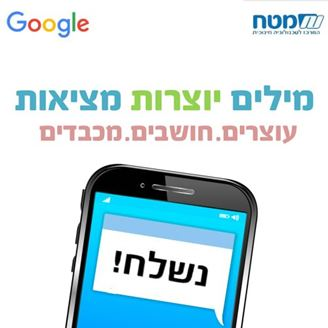 Google
מטח
המרכז לטכנולוגיה חינוכית
מילים יוצרות מציאות
עוצרים.חושבים.מכבדים
נשלח!